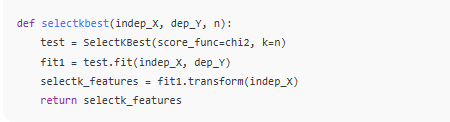 def selectkbest(indep_X, dep_Y, n):
    test = SelectKBest(score_func=chi2, k=n)
    fit1 = test.fit(indep_X, dep_Y)
    selectk_features = fit1.transform(indep_X)
    return selectk_features